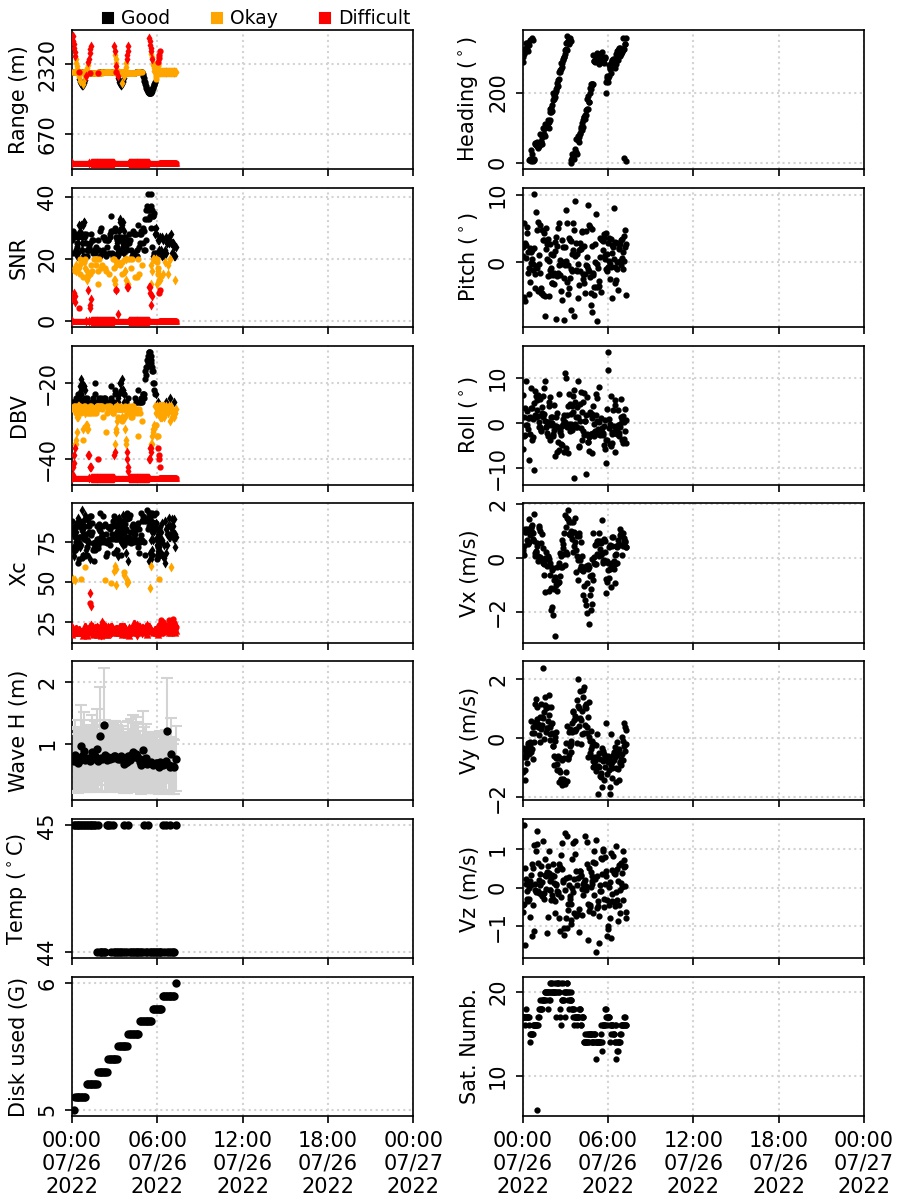 Good Okay Difficult
Range (m)
2320
670
Heading (°)
200
0
SNR
40
20
0
Pitch (°)
10
0
DBV
−20
−40
Roll (°)
10
0
−10
Xc
75
50
25
Vx (m/s)
2
0
−2
Wave H (m)
2
1
Vy (m/s)
2
0
−2
Temp (°C)
45
44
Vz (m/s)
1
0
−1
Disk used (G)
6
5
Sat. Numb.
20
10
00:00 06:00 12:00 18:00 00:00
07/26 07/26 07/26 07/26 07/27
2022 2022 2022 2022 2022
00:00 06:00 12:00 18:00 00:00
07/26 07/26 07/26 07/26 07/27
2022 2022 2022 2022 2022